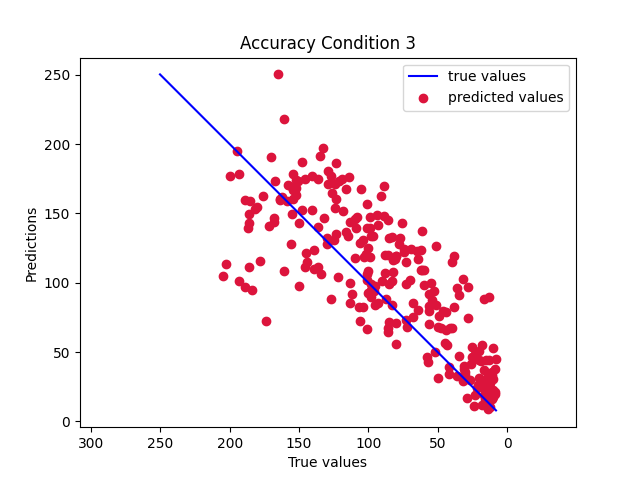 Accuracy Condition 3
true values
predicted values
Predictions
250
200
150
100
50
0
300
250
200
150
100
50
0
True values